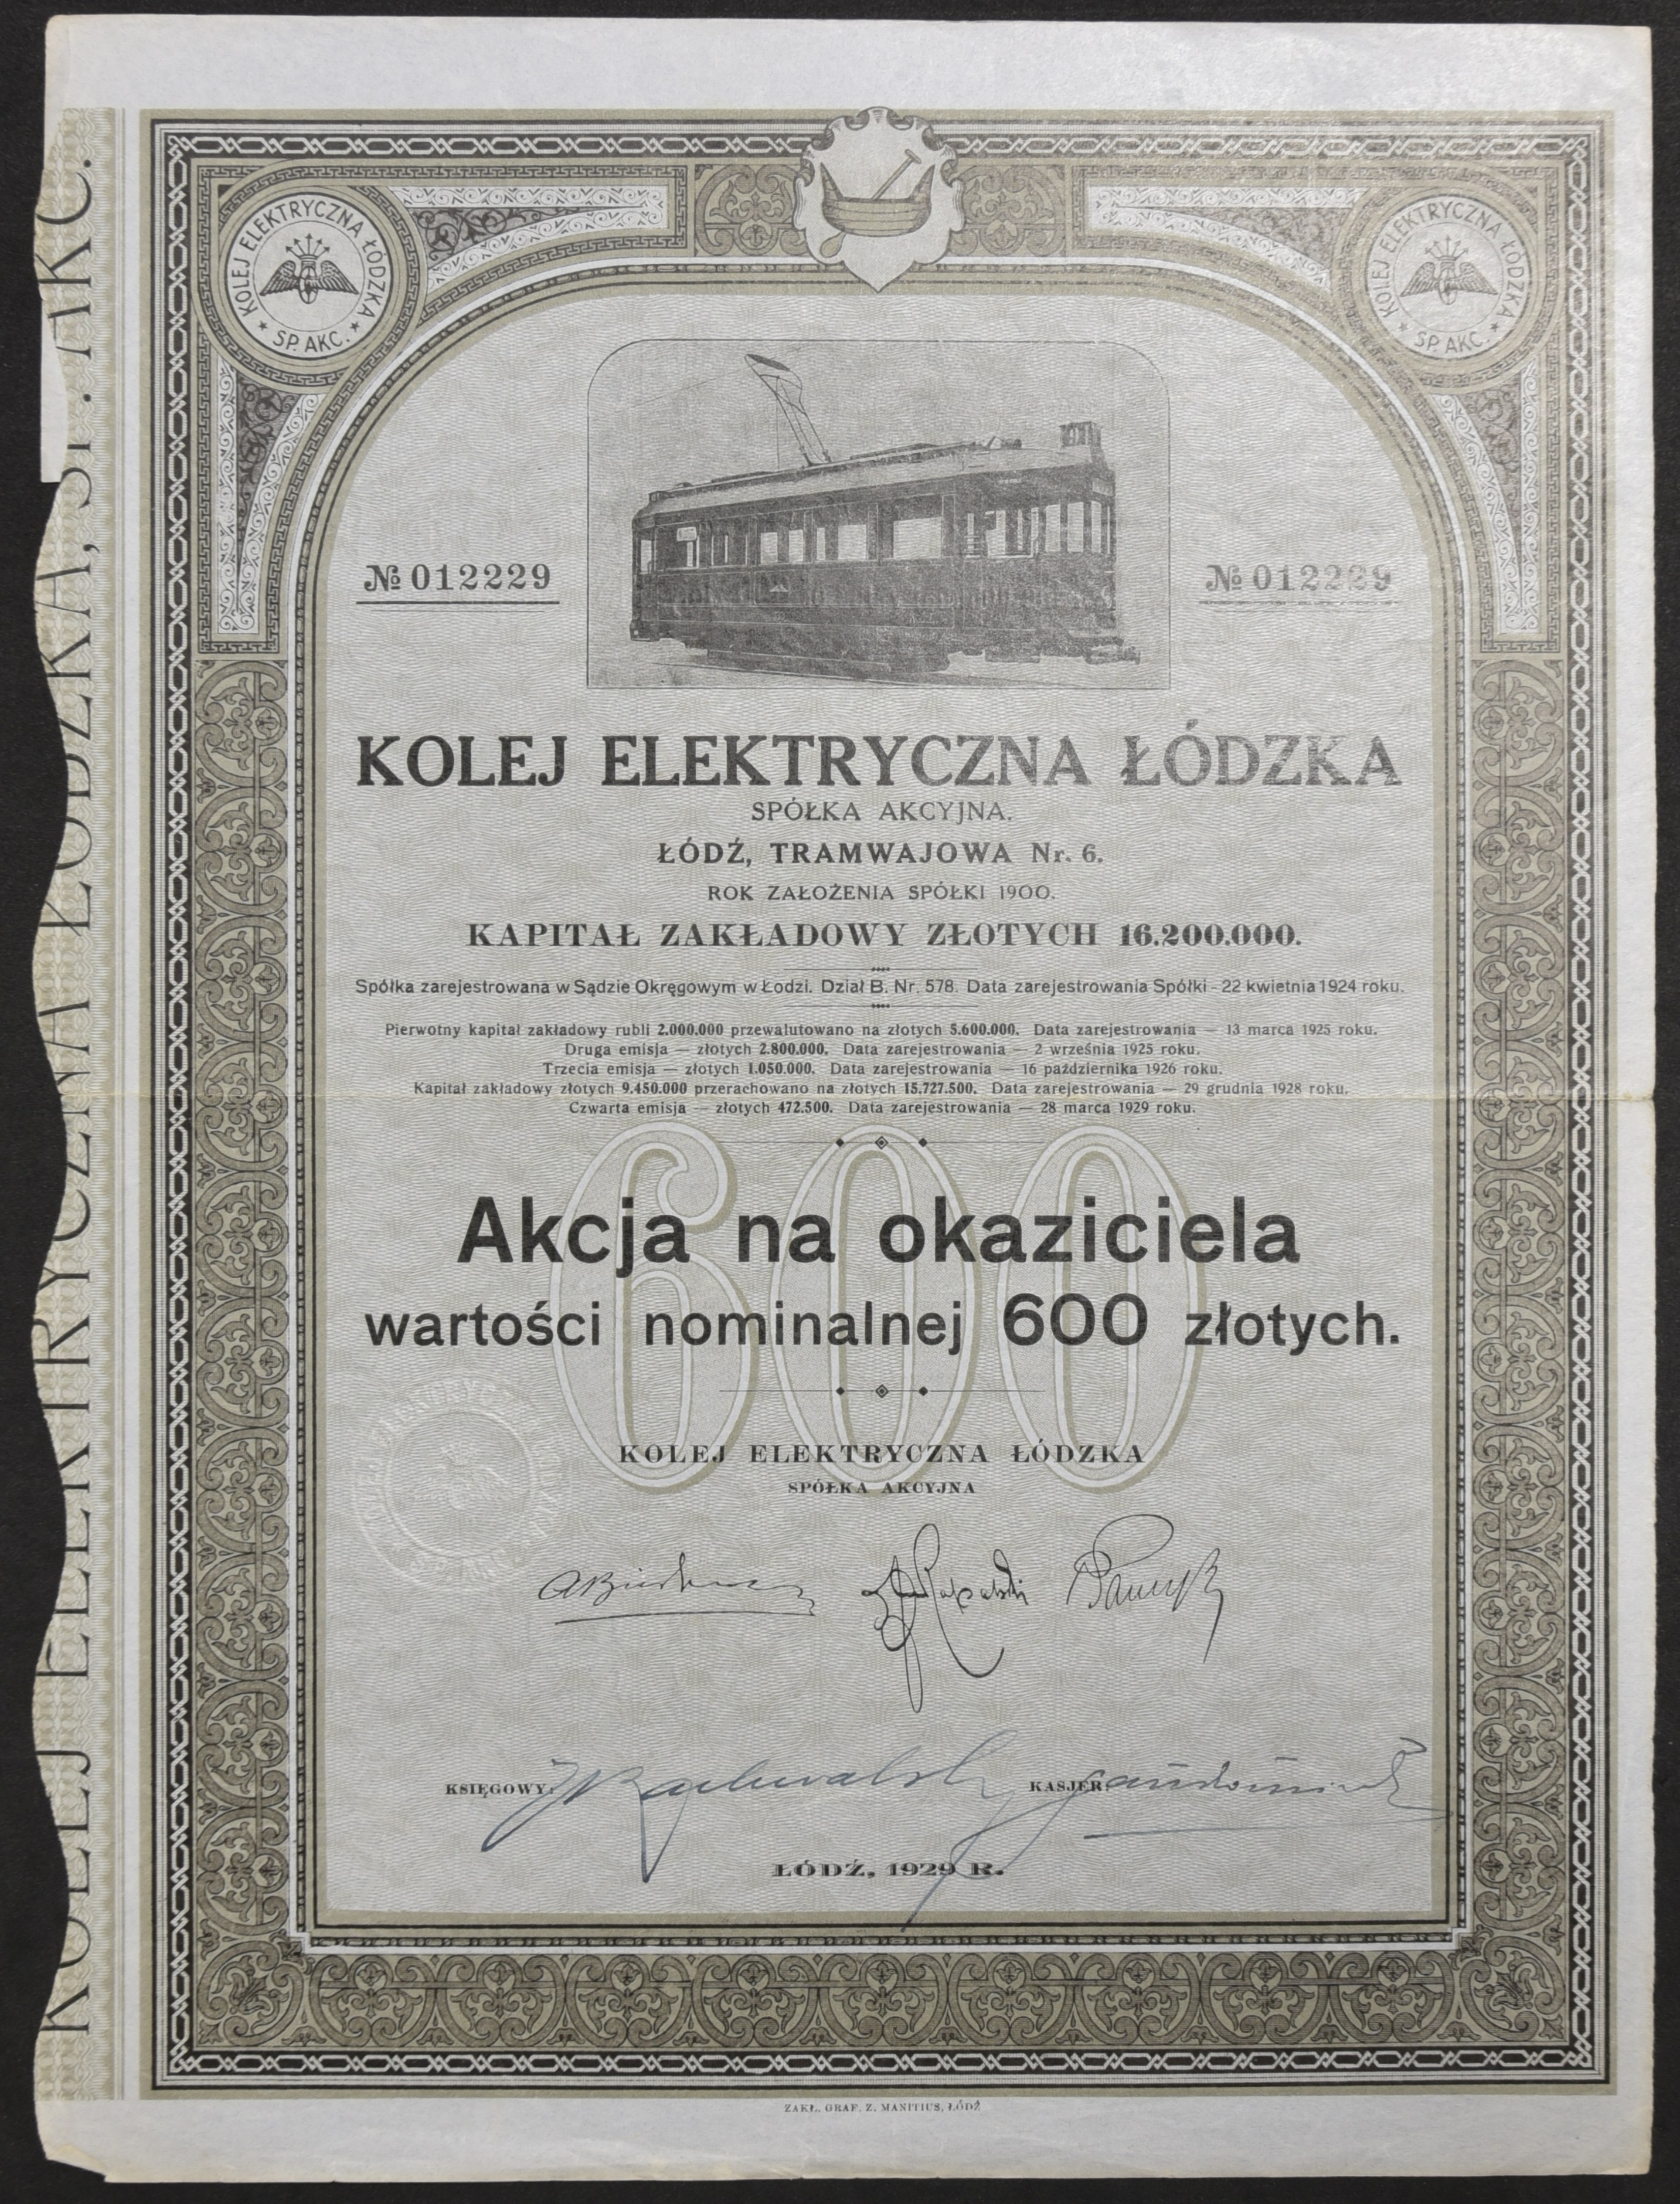 KOLEJ ELEKTRYCZNA ŁÓDZKA, SP. AKC.
KOLEJ ELEKTRYCZNA ŁÓDZKA
SP. AKC.
KOLEJ ELEKTRYCZNA ŁÓDZKA
SP. AKC.
№ 012229
№ 012229
KOLEJ ELEKTRYCZNA ŁÓDZKA
SPÓŁKA AKCYJNA.
ŁÓDŹ, TRAMWAJOWA Nr. 6.
ROK ZAŁOŻENIA SPÓŁKI 1900.
KAPITAŁ ZAKŁADOWY ZŁOTYCH 16.200.000.
Spółka zarejestrowana w Sądzie Okręgowym w Łodzi. Dział B. Nr. 578. Data zarejestrowania Spółki - 22 kwietnia 1924 roku.
Pierwotny kapitał zakładowy rubli 2.000.000 przewalutowano na złotych 5.600.000. Data zarejestrowania — 13 marca 1925 roku.
Druga emisja — złotych 2.800.000. Data zarejestrowania — 2 września 1925 roku.
Trzecia emisja — złotych 1.050.000. Data zarejestrowania — 16 października 1926 roku.
Kapitał zakładowy złotych 9.450.000 przerachowano na złotych 15.727.500. Data zarejestrowania — 29 grudnia 1928 roku.
Czwarta emisja — złotych 472.500. Data zarejestrowania — 28 marca 1929 roku.
600
Akcja na okaziciela
wartości nominalnej 600 złotych.
KOLEJ ELEKTRYCZNA ŁÓDZKA
SPÓŁKA AKCYJNA
KSIĘGOWY: KASJER:
ŁÓDŹ, 1929 R.
ZAKŁ. GRAF. Z. MANITIUS, ŁÓDŹ